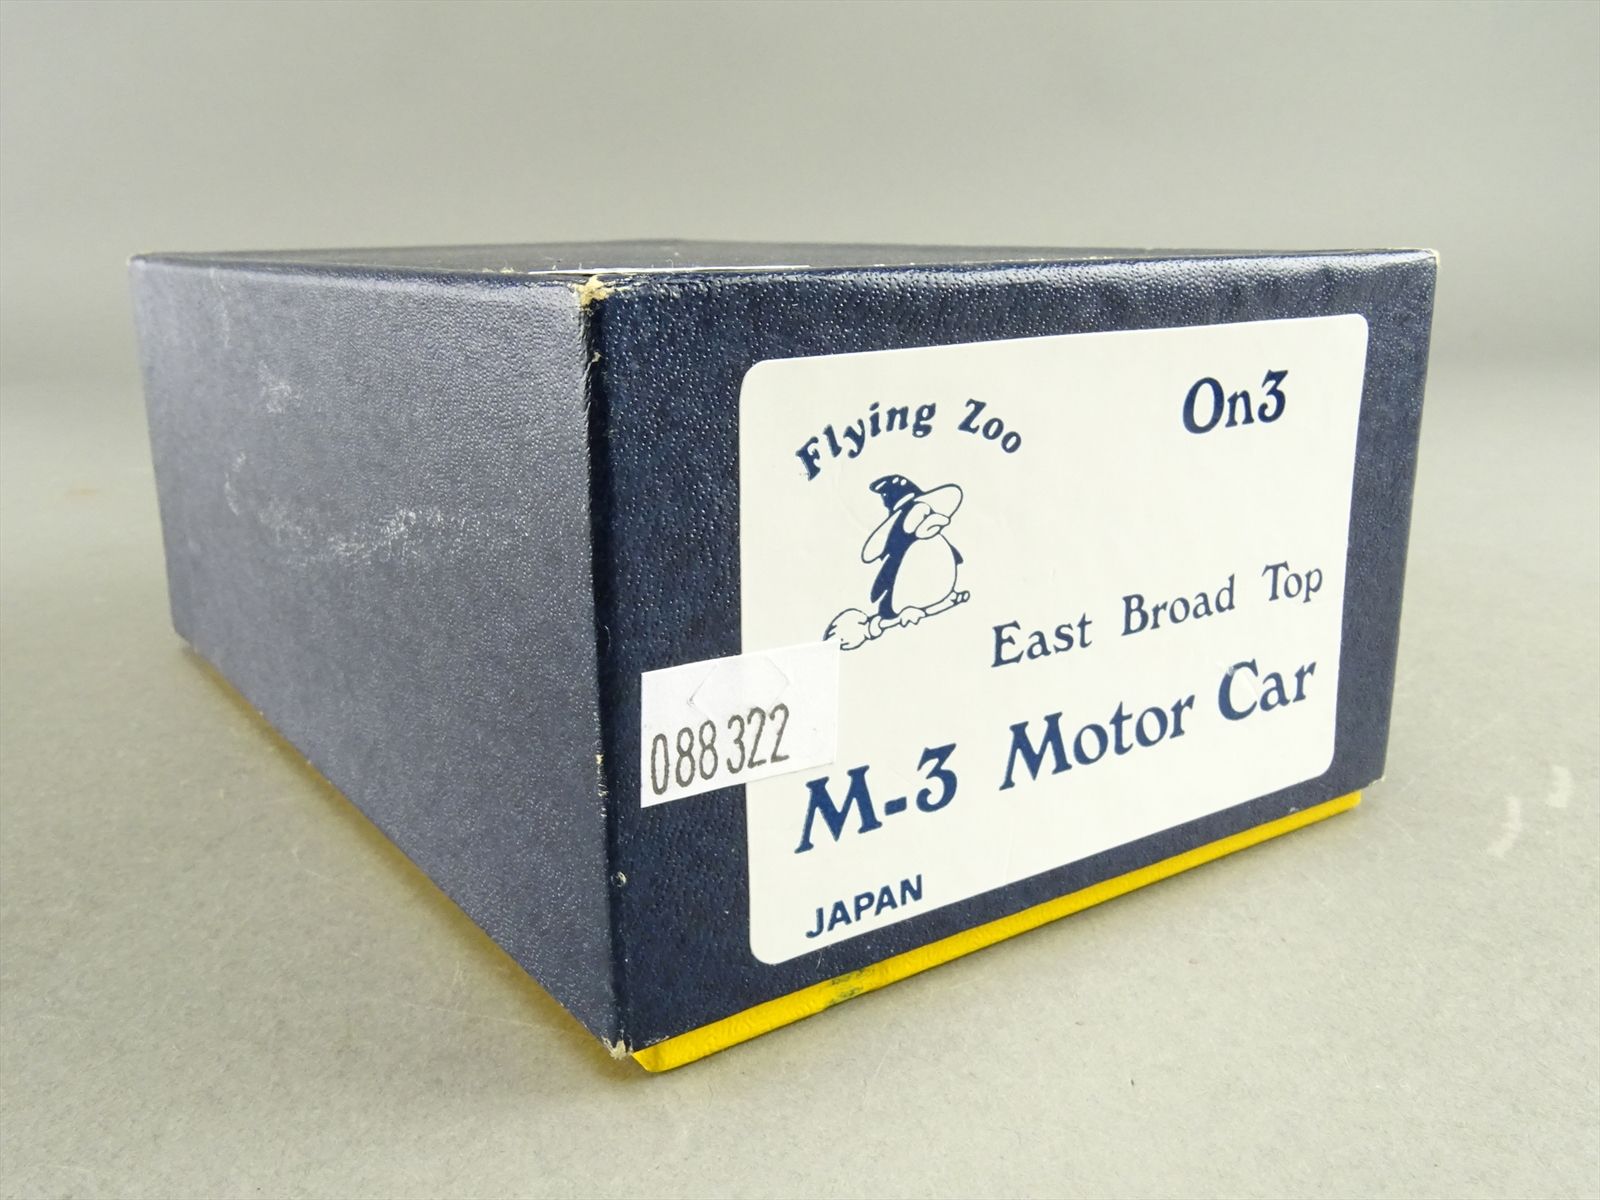 Flying Zoo
On3
East Broad Top
M-3 Motor Car
JAPAN
088322